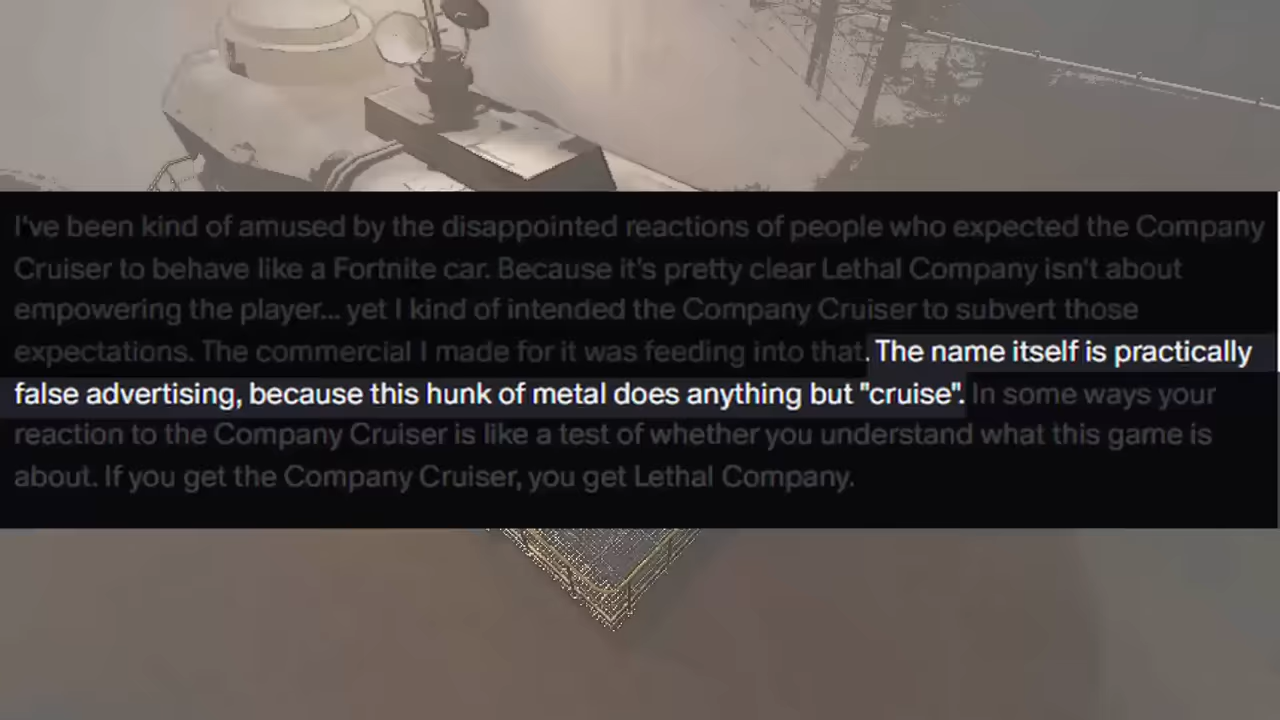 I've been kind of amused by the disappointed reactions of people who expected the Company
Cruiser to behave like a Fortnite car. Because it's pretty clear Lethal Company isn't about
empowering the player... yet I kind of intended the Company Cruiser to subvert those
expectations. The commercial I made for it was feeding into that. The name itself is practically
false advertising, because this hunk of metal does anything but "cruise". In some ways your
reaction to the Company Cruiser is like a test of whether you understand what this game is
about. If you get the Company Cruiser, you get Lethal Company.